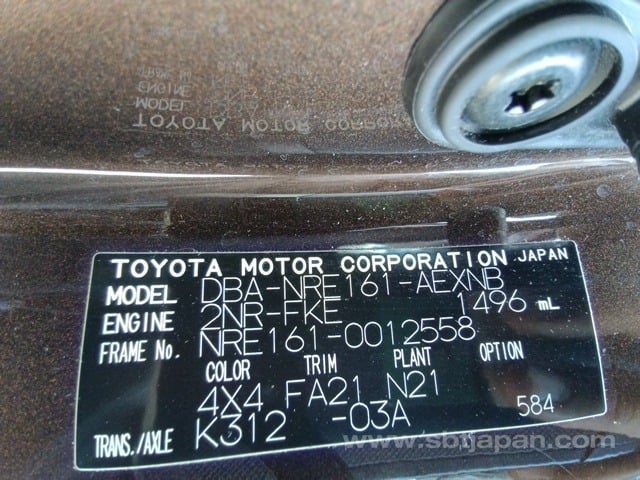 TOYOTA MOTOR CORPORATION JAPAN
MODEL DBA-NRE161-AEXNB
ENGINE 2NR-FKE 1496 mL
FRAME No. NRE161-0012558
COLOR TRIM PLANT OPTION
4X4 FA21 N21 584
TRANS./AXLE K312 -03A
www.sbtjapan.com